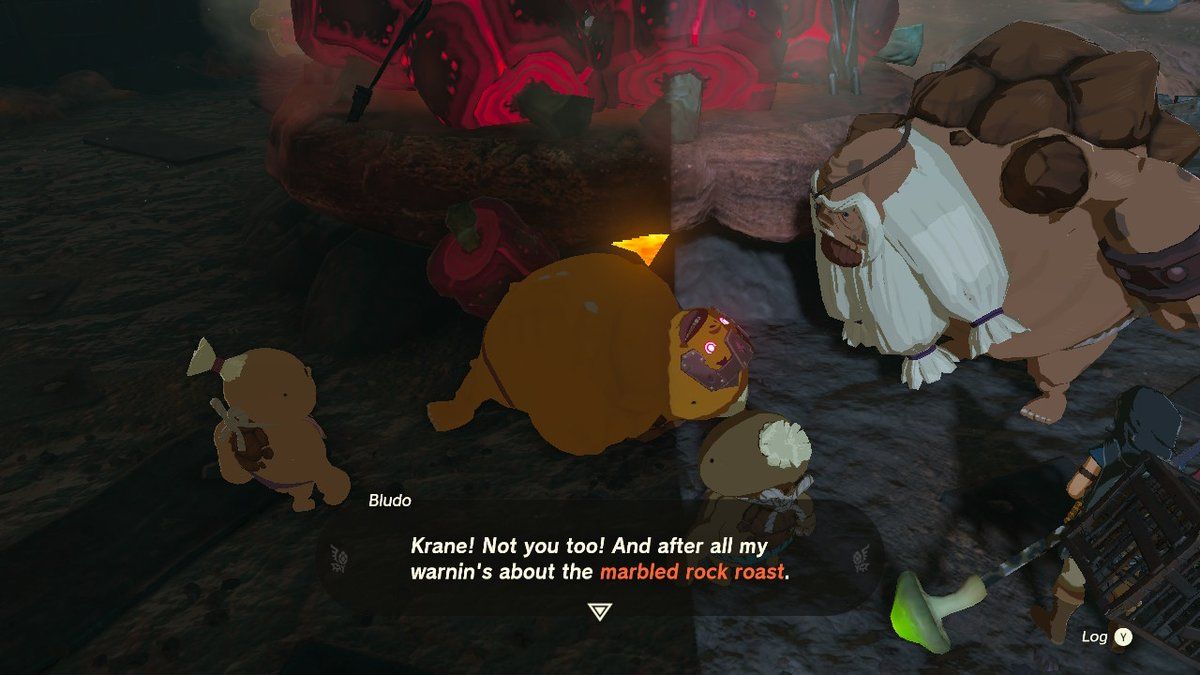 Bludo
Krane! Not you too! And after all my
warnin's about the marbled rock roast.
Log Y